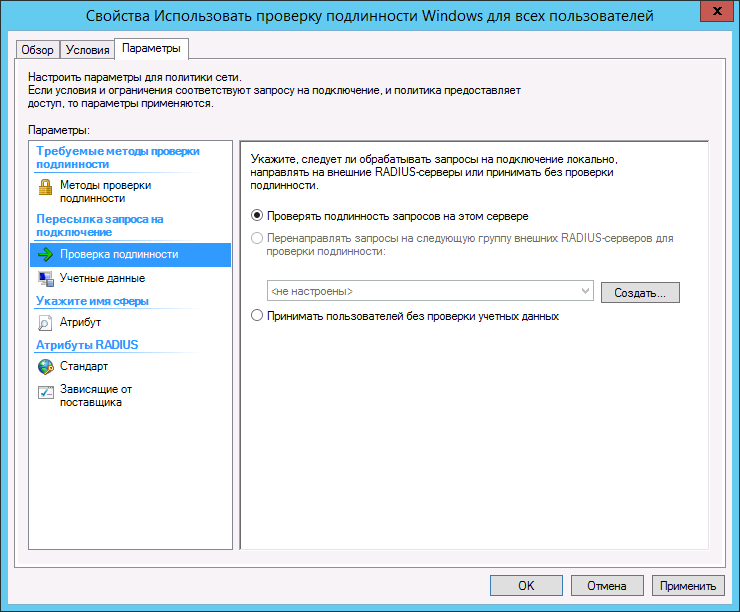 Свойства Использовать проверку подлинности Windows для всех пользователей
x
Обзор
Условия
Параметры
Настроить параметры для политики сети.
Если условия и ограничения соответствуют запросу на подключение, и политика предоставляет
доступ, то параметры применяются.
Параметры:
Требуемые методы проверки
подлинности
Методы проверки
подлинности
Пересылка запроса на
подключение
Проверка подлинности
Учетные данные
Укажите имя сферы
Атрибут
Атрибуты RADIUS
Стандарт
Зависящие от
поставщика
Укажите, следует ли обрабатывать запросы на подключение локально,
направлять на внешние RADIUS-серверы или принимать без проверки
подлинности.
Проверять подлинность запросов на этом сервере
Перенаправлять запросы на следующую группу внешних RADIUS-серверов для
проверки подлинности:
<не настроены>
Создать...
Принимать пользователей без проверки учетных данных
OK
Отмена
Применить